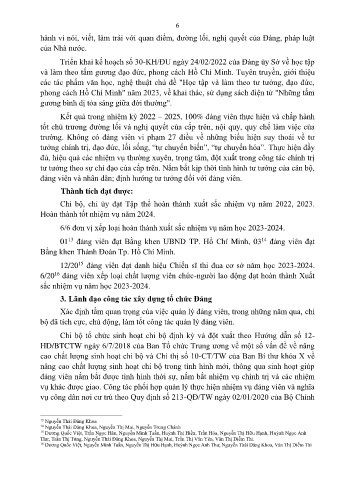 6
hành vi nói, viết, làm trái với quan điểm, đường lối, nghị quyết của Đảng, pháp luật
của Nhà nước.
Triển khai kế hoạch số 30-KH/ĐU ngày 24/02/2022 của Đảng ủy Sở về học tập
và làm theo tấm gương đạo đức, phong cách Hồ Chí Minh. Tuyên truyền, giới thiệu
các tác phẩm văn học, nghệ thuật chủ đề "Học tập và làm theo tư tưởng, đạo đức,
phong cách Hồ Chí Minh" năm 2023, về khai thác, sử dụng sách điện tử "Những tấm
gương bình dị tỏa sáng giữa đời thường".
Kết quả trong nhiệm kỳ 2022 – 2025, 100% đảng viên thực hiện và chấp hành
tốt chủ trương đường lối và nghị quyết của cấp trên, nội quy, quy chế làm việc của
trường. Không có đảng viên vi phạm 27 điều về những biểu hiện suy thoái về tư
tưởng chính trị, đạo đức, lối sống, “tự chuyển biến”, “tự chuyển hóa”. Thực hiện đầy
đủ, hiệu quả các nhiệm vụ thường xuyên, trọng tâm, đột xuất trong công tác chính trị
tư tưởng theo sự chỉ đạo của cấp trên. Nắm bắt kịp thời tình hình tư tưởng của cán bộ,
đảng viên và nhân dân; định hướng tư tưởng đối với đảng viên.
Thành tích đạt được:
Chi bộ, chi ủy đạt Tập thể hoàn thành xuất sắc nhiệm vụ năm 2022, 2023.
Hoàn thành tốt nhiệm vụ năm 2024.
6/6 đơn vị xếp loại hoàn thành xuất sắc nhiệm vụ năm học 2023-2024.
01¹³ đảng viên đạt Bằng khen UBND TP. Hồ Chí Minh, 03¹⁴ đảng viên đạt
Bằng khen Thành Đoàn Tp. Hồ Chí Minh.
12/20¹⁵ đảng viên đạt danh hiệu Chiến sĩ thi đua cơ sở năm học 2023-2024.
6/20¹⁶ đảng viên xếp loại chất lượng viên chức-người lao động đạt hoàn thành Xuất
sắc nhiệm vụ năm học 2023-2024.
3. Lãnh đạo công tác xây dựng tổ chức Đảng
Xác định tầm quan trọng của việc quản lý đảng viên, trong những năm qua, chi
bộ đã tích cực, chủ động, làm tốt công tác quản lý đảng viên.
Chi bộ tổ chức sinh hoạt chi bộ định kỳ và đột xuất theo Hướng dẫn số 12-
HD/BTCTW ngày 6/7/2018 của Ban Tổ chức Trung ương về một số vấn đề về nâng
cao chất lượng sinh hoạt chi bộ và Chỉ thị số 10-CT/TW của Ban Bí thư khóa X về
nâng cao chất lượng sinh hoạt chi bộ trong tình hình mới, thông qua sinh hoạt giúp
đảng viên nắm bắt được tình hình thời sự, nắm bắt nhiệm vụ chính trị và các nhiệm
vụ khác được giao. Công tác phối hợp quản lý thực hiện nhiệm vụ đảng viên và nghĩa
vụ công dân nơi cư trú theo Quy định số 213-QĐ/TW ngày 02/01/2020 của Bộ Chính
¹³ Nguyễn Thái Đăng Khoa
¹⁴ Nguyễn Thái Đăng Khoa, Nguyễn Thị Mai, Nguyễn Trung Chánh
¹⁵ Dương Quốc Việt, Trần Ngọc Hân, Nguyễn Minh Tuấn, Huỳnh Thị Hiền, Trần Hóa, Nguyễn Thị Hữu Hạnh, Huỳnh Ngọc Anh
Thư, Trần Thị Trang, Nguyễn Thái Đăng Khoa, Nguyễn Thị Mai, Trần Thị Vân Yên, Văn Thị Diễm Thi.
¹⁶ Dương Quốc Việt, Nguyễn Minh Tuấn, Nguyễn Thị Hữu Hạnh, Huỳnh Ngọc Anh Thư, Nguyễn Thái Đăng Khoa, Văn Thị Diễm Thi